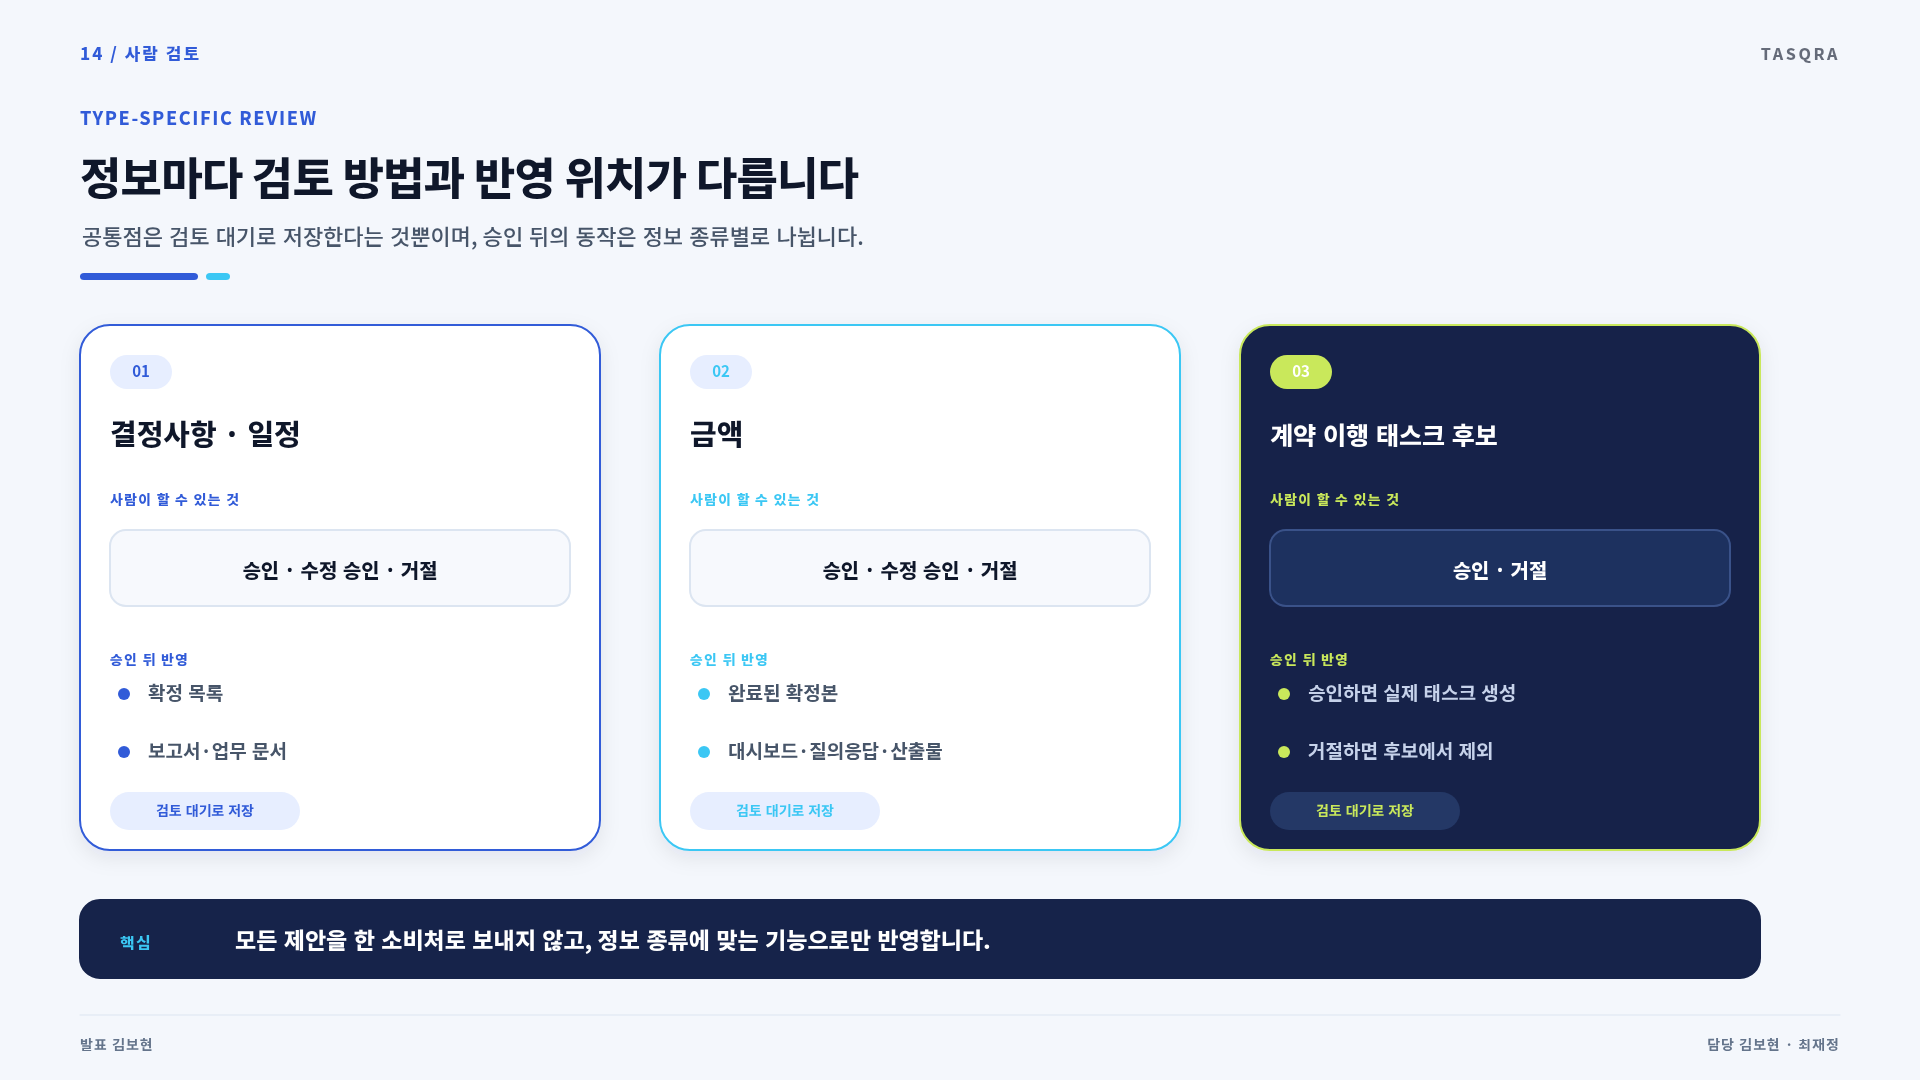 14 / 사람 검토
TASQRA
TYPE-SPECIFIC REVIEW
정보마다 검토 방법과 반영 위치가 다릅니다
공통점은 검토 대기로 저장한다는 것뿐이며, 승인 뒤의 동작은 정보 종류별로 나뉩니다.
01
결정사항 · 일정
사람이 할 수 있는 것
승인 · 수정 승인 · 거절
승인 뒤 반영
확정 목록
보고서·업무 문서
검토 대기로 저장
02
금액
사람이 할 수 있는 것
승인 · 수정 승인 · 거절
승인 뒤 반영
완료된 확정본
대시보드·질의응답·산출물
검토 대기로 저장
03
계약 이행 태스크 후보
사람이 할 수 있는 것
승인 · 거절
승인 뒤 반영
승인하면 실제 태스크 생성
거절하면 후보에서 제외
검토 대기로 저장
핵심
모든 제안을 한 소비처로 보내지 않고, 정보 종류에 맞는 기능으로만 반영합니다.
발표 김보현
담당 김보현 · 최재정